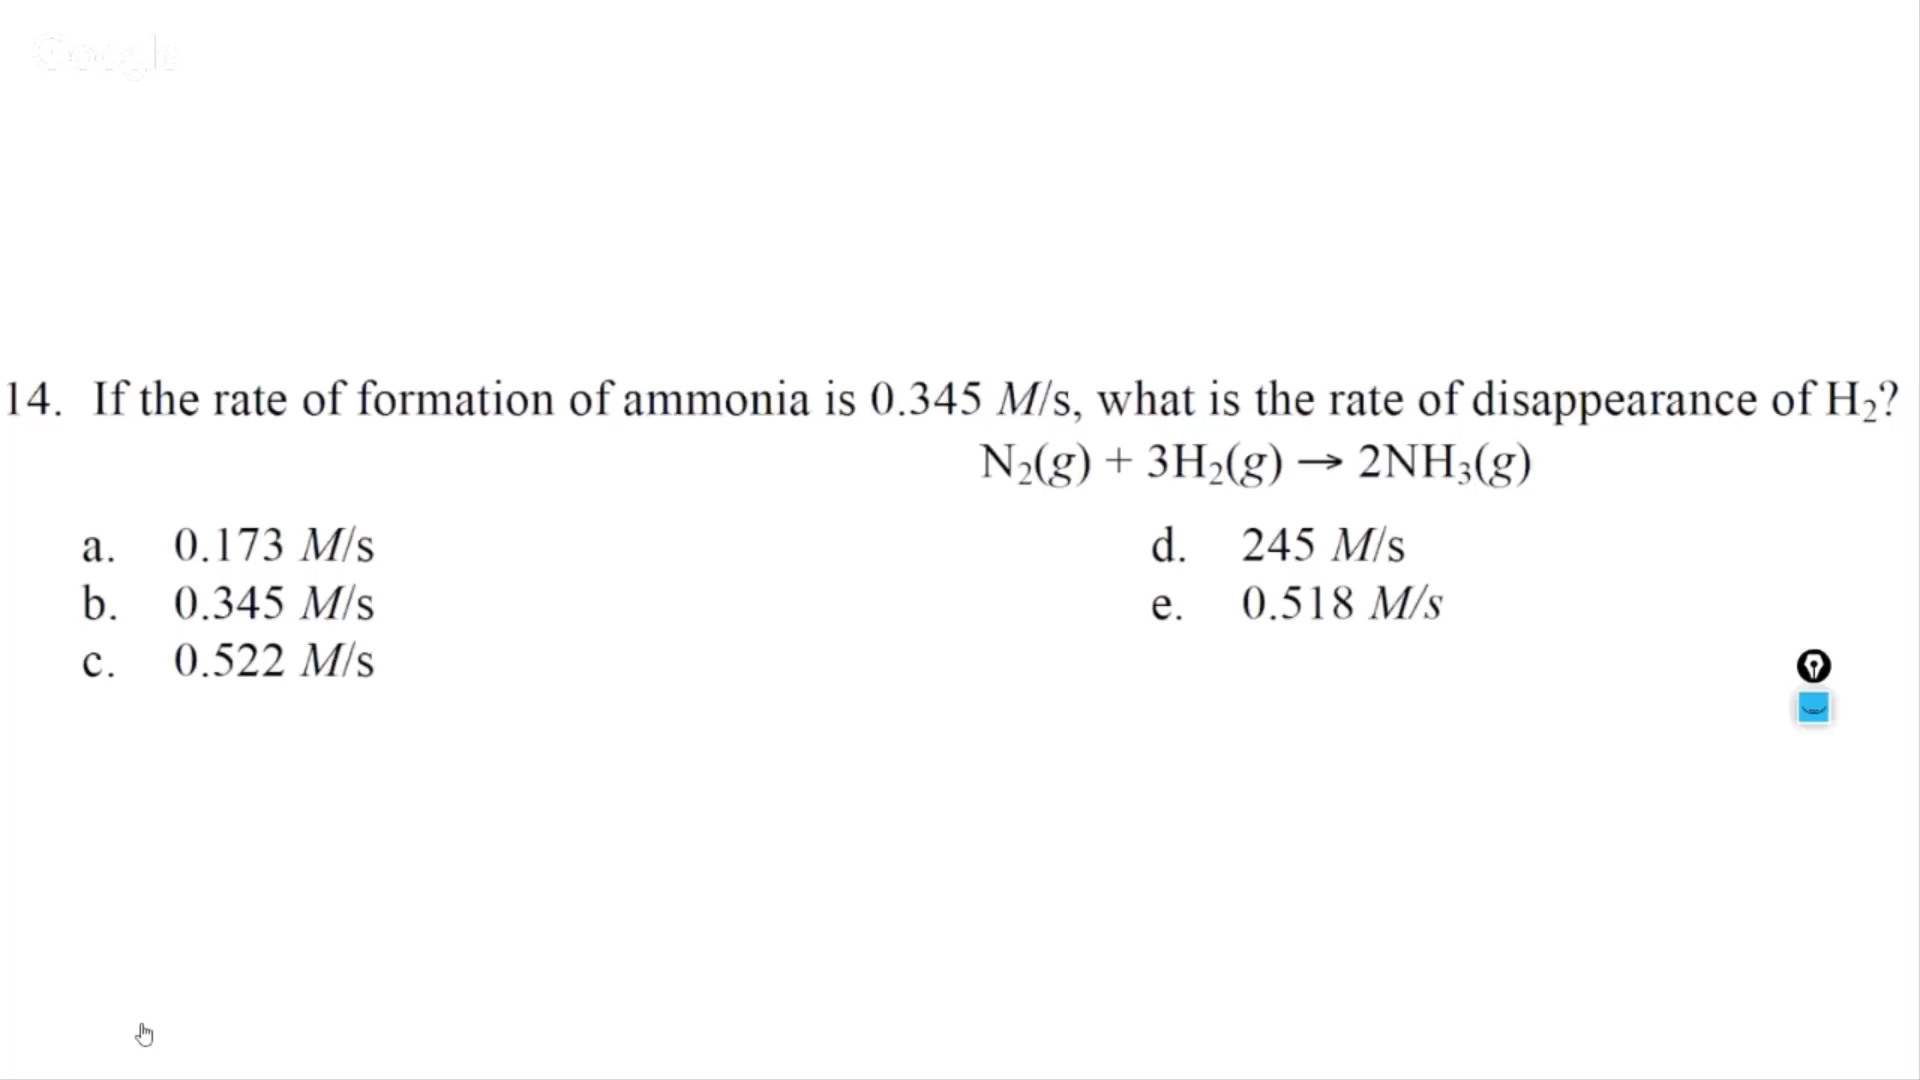 Google
14. If the rate of formation of ammonia is 0.345 M/s, what is the rate of disappearance of H₂?
N₂(g) + 3H₂(g) → 2NH₃(g)
a. 0.173 M/s
b. 0.345 M/s
c. 0.522 M/s
d. 245 M/s
e. 0.518 M/s